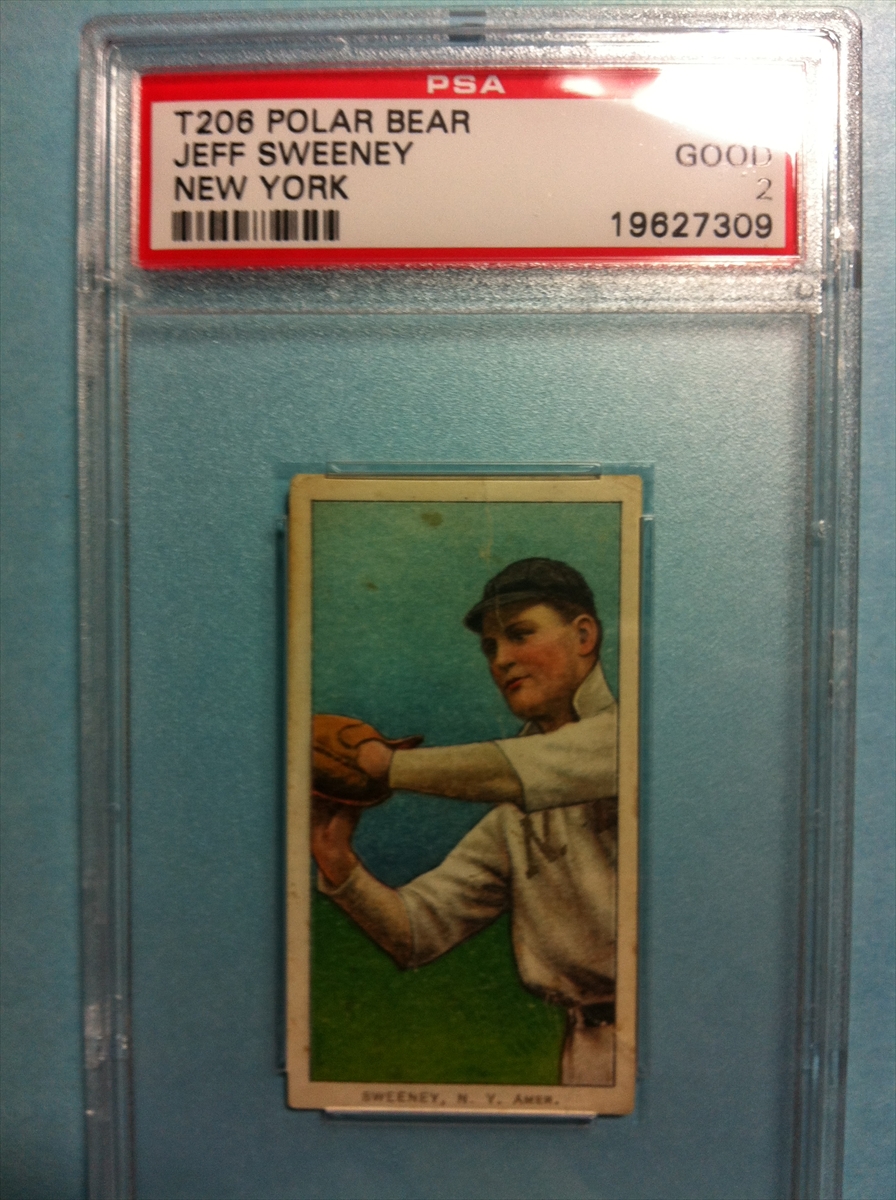 PSA
T206 POLAR BEAR
JEFF SWEENEY
GOOD
NEW YORK
2
19627309
N
SWEENEY, N. Y. AMER.